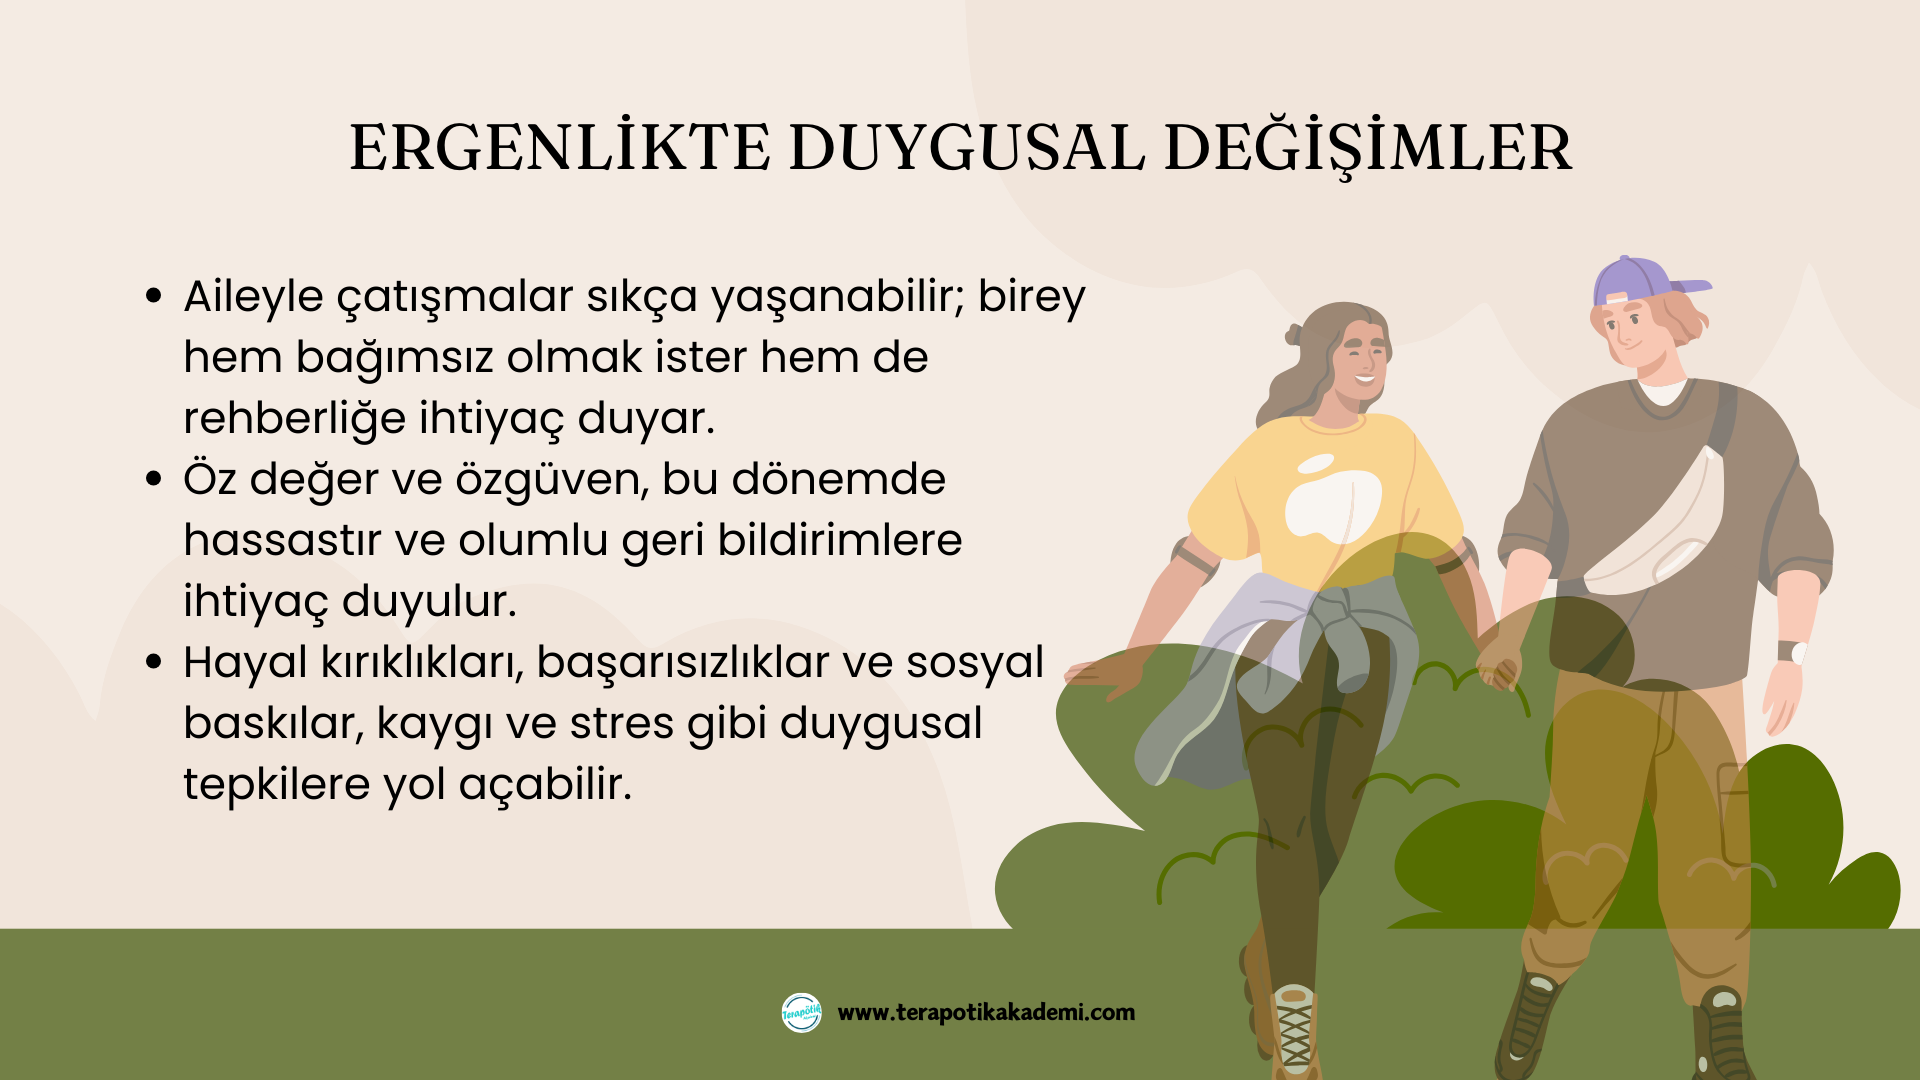 ERGENLİKTE DUYGUSAL DEĞİŞİMLER
• Aileyle çatışmalar sıkça yaşanabilir; birey
hem bağımsız olmak ister hem de
rehberliğe ihtiyaç duyar.
• Öz değer ve özgüven, bu dönemde
hassastır ve olumlu geri bildirimlere
ihtiyaç duyulur.
• Hayal kırıklıkları, başarısızlıklar ve sosyal
baskılar, kaygı ve stres gibi duygusal
tepkilere yol açabilir.
Terapötik
www.terapotikakademi.com